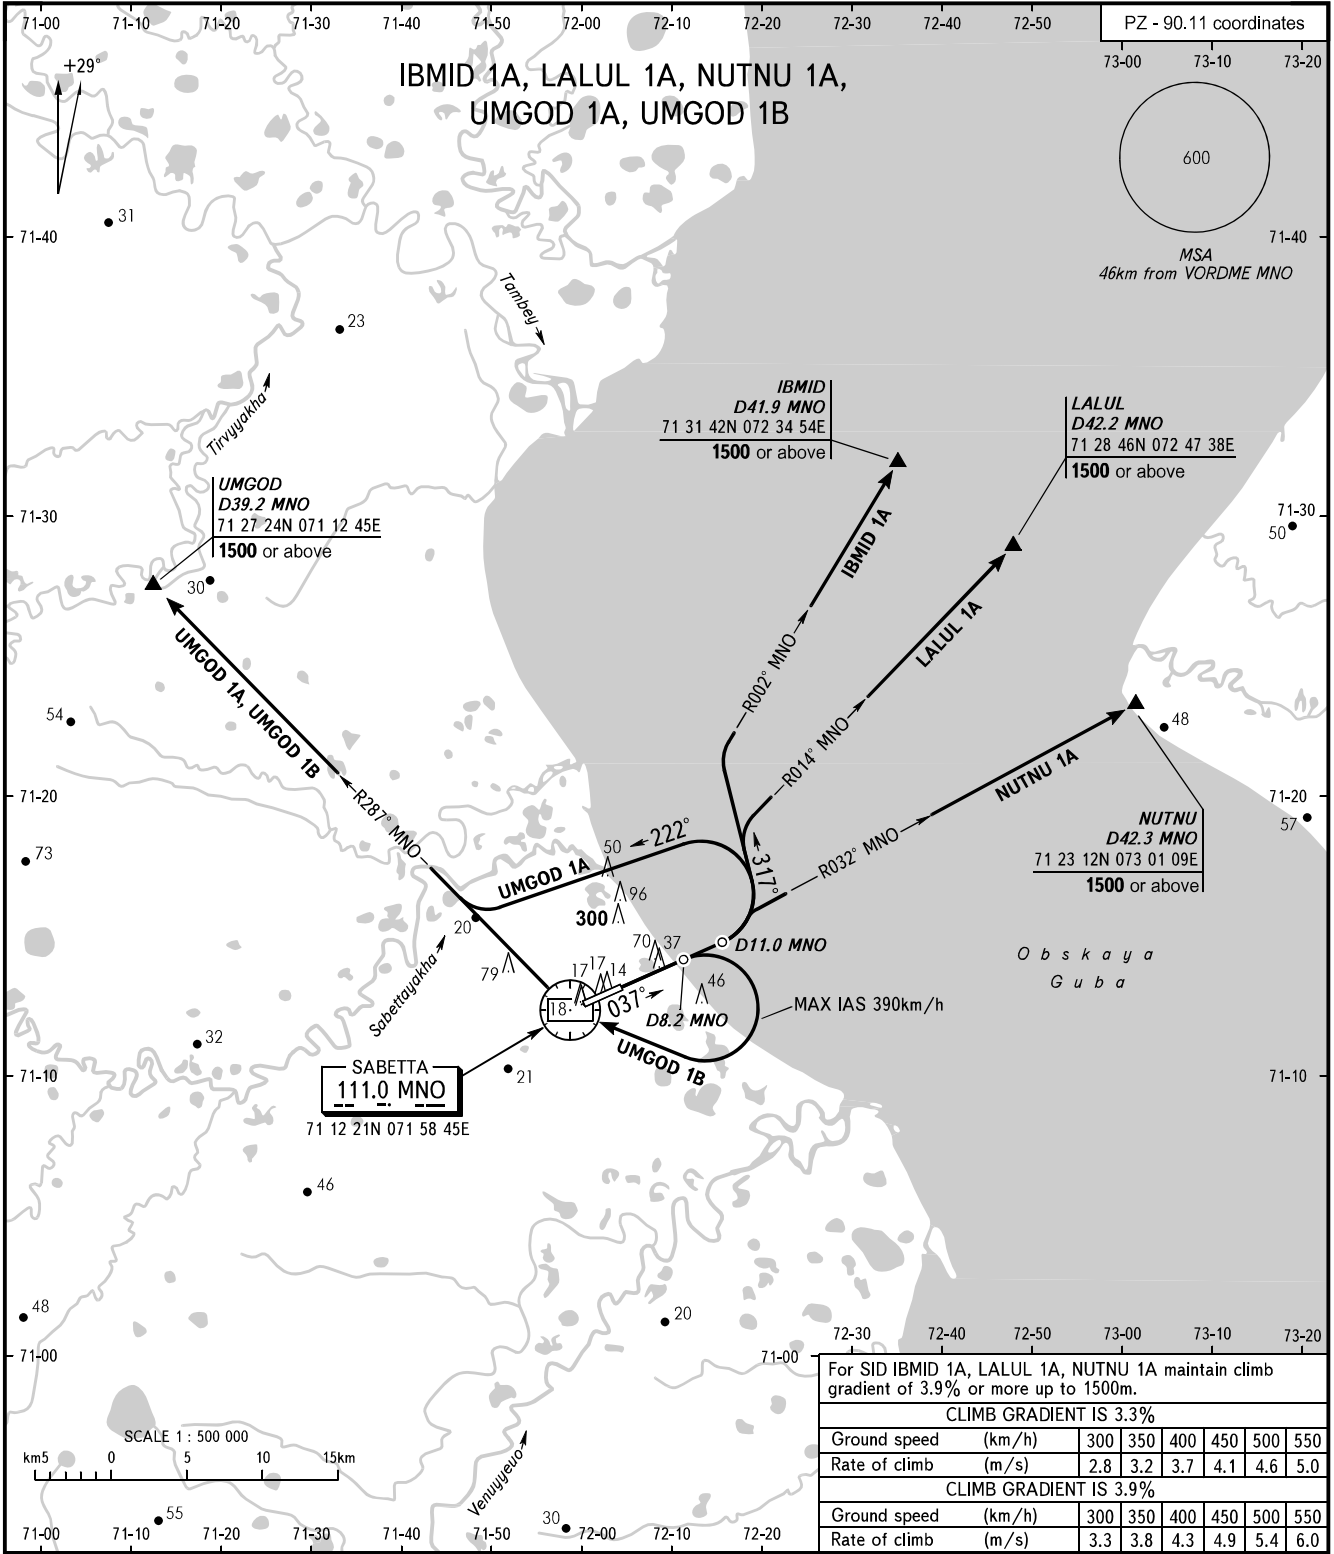 71-00 71-10 71-20 71-30 71-40 71-50 72-00 72-10 72-20 72-30 72-40 72-50
PZ - 90.11 coordinates
73-00 73-10 73-20
+29°
IBMID 1A, LALUL 1A, NUTNU 1A,
UMGOD 1A, UMGOD 1B
600
MSA
46km from VORDME MNO
31
71-40
71-40
Tambey
23
Tirvyyakha
IBMID
D41.9 MNO
71 31 42N 072 34 54E
1500 or above
LALUL
D42.2 MNO
71 28 46N 072 47 38E
1500 or above
UMGOD
D39.2 MNO
71 27 24N 071 12 45E
1500 or above
71-30
71-30
50
30
IBMID 1A
LALUL 1A
UMGOD 1A, UMGOD 1B
R002° MNO
R014° MNO
54
48
NUTNU 1A
71-20
71-20
R287° MNO
NUTNU
D42.3 MNO
71 23 12N 073 01 09E
1500 or above
57
222°
317°
R032° MNO
50
73
UMGOD 1A
96
300
20
D11.0 MNO
70
37
79
17
17
14
46
Obskaya
Guba
Sabettayakha
18
037°
D8.2 MNO
MAX IAS 390km/h
32
UMGOD 1B
SABETTA
111.0 MNO
71 12 21N 071 58 45E
21
71-10
71-10
46
48
20
72-30 72-40 72-50 73-00 73-10 73-20
71-00
71-00
For SID IBMID 1A, LALUL 1A, NUTNU 1A maintain climb
gradient of 3.9% or more up to 1500m.
CLIMB GRADIENT IS 3.3%
Ground speed (km/h) 300 350 400 450 500 550
Rate of climb (m/s) 2.8 3.2 3.7 4.1 4.6 5.0
CLIMB GRADIENT IS 3.9%
Ground speed (km/h) 300 350 400 450 500 550
Rate of climb (m/s) 3.3 3.8 4.3 4.9 5.4 6.0
SCALE 1 : 500 000
km5 0 5 10 15km
Venuyyeuo
55
30
71-00 71-10 71-20 71-30 71-40 71-50 72-00 72-10 72-20